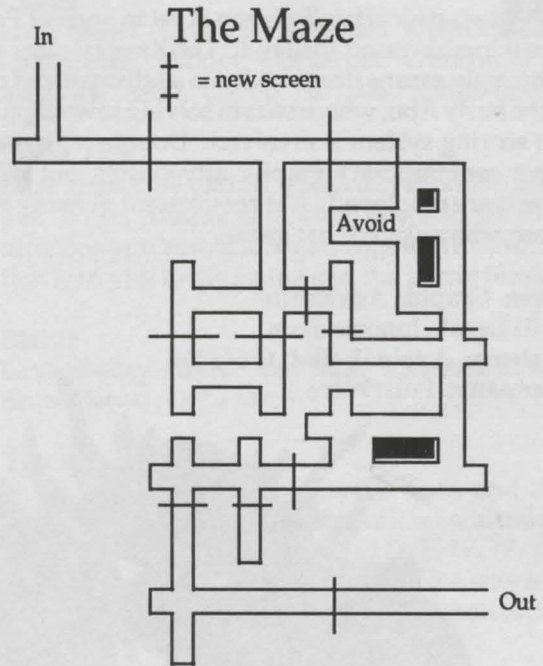 The Maze
In
= new screen
Avoid
Out